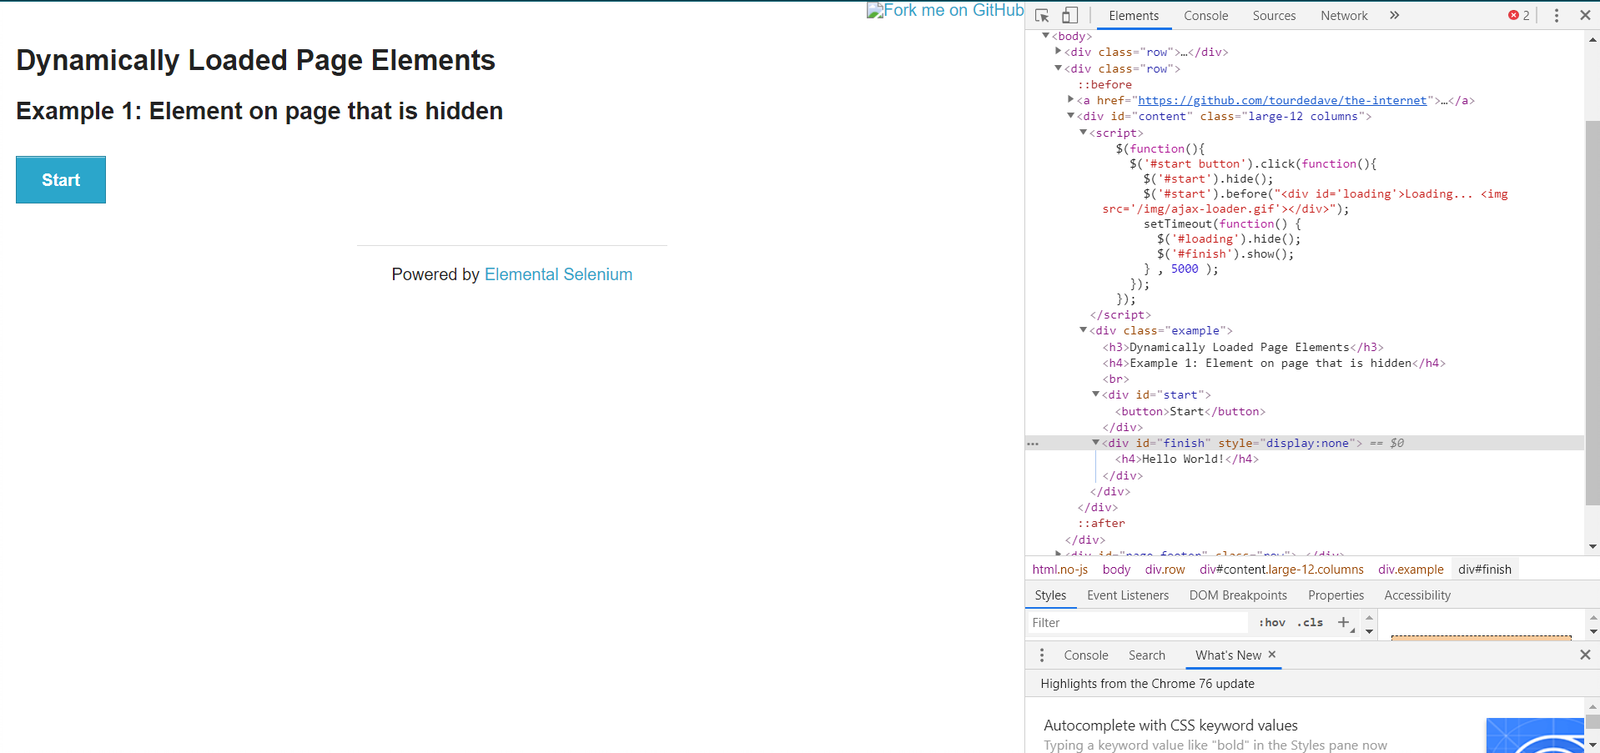 Fork me on GitHub
Dynamically Loaded Page Elements
Example 1: Element on page that is hidden
Start
Powered by Elemental Selenium
Elements Console Sources Network » 2
<body>
<div class="row">…</div>
<div class="row">
::before
<a href="https://github.com/tourdedave/the-internet">…</a>
<div id="content" class="large-12 columns">
<script>
$(function(){
$('#start button').click(function(){
$('#start').hide();
$('#start').before("<div id='loading'>Loading... <img
src='/img/ajax-loader.gif'></div>");
setTimeout(function() {
$('#loading').hide();
$('#finish').show();
} , 5000 );
});
});
</script>
<div class="example">
<h3>Dynamically Loaded Page Elements</h3>
<h4>Example 1: Element on page that is hidden</h4>
<br>
<div id="start">
<button>Start</button>
</div>
<div id="finish" style="display:none"> == $0
<h4>Hello World!</h4>
</div>
</div>
</div>
::after
</div>
<div id="page-footer" class="row">…</div>
html.no-js body div.row div#content.large-12.columns div.example div#finish
Styles Event Listeners DOM Breakpoints Properties Accessibility
Filter :hov .cls +
Console Search What's New ×
Highlights from the Chrome 76 update
Autocomplete with CSS keyword values
Typing a keyword value like "bold" in the Styles pane now